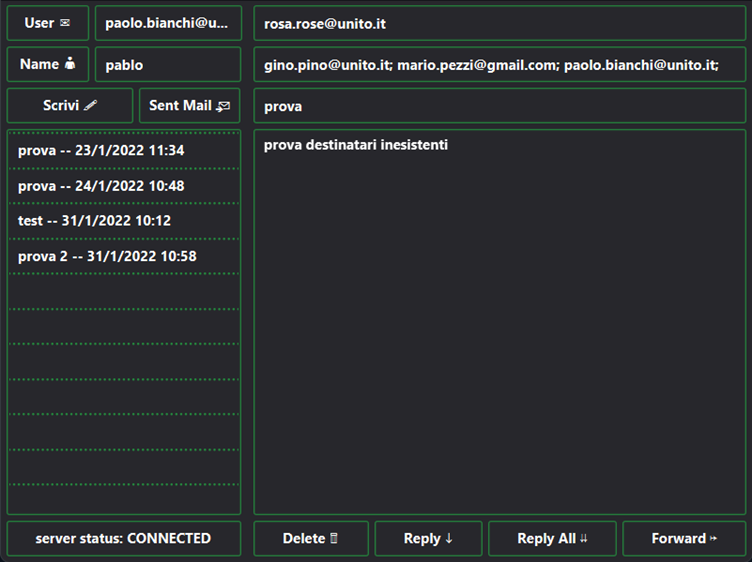 User ✉
paolo.bianchi@u...
Name
pablo
Scrivi
Sent Mail
prova -- 23/1/2022 11:34
prova -- 24/1/2022 10:48
test -- 31/1/2022 10:12
prova 2 -- 31/1/2022 10:58
server status: CONNECTED
rosa.rose@unito.it
gino.pino@unito.it; mario.pezzi@gmail.com; paolo.bianchi@unito.it;
prova
prova destinatari inesistenti
Delete
Reply ↓
Reply All ⇊
Forward